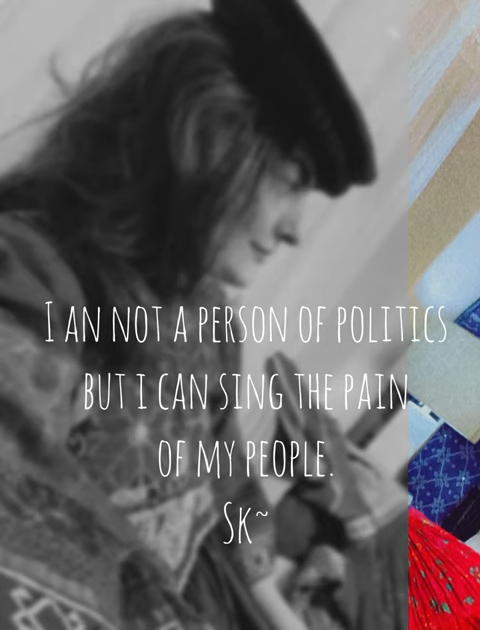 I an not a person of politics
but i can sing the pain
of my people.
Sk~